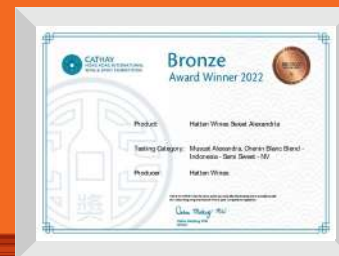 CATHAY
HONG KONG INTERNATIONAL
WINE & SPIRIT COMPETITION
Bronze
Award Winner 2022
Product: Hatten Wines Sweet Alexandria
Tasting Category: Muscat Alexandria, Chenin Blanc Blend -
Indonesia - Semi Sweet - NV
Producer: Hatten Wines
獎